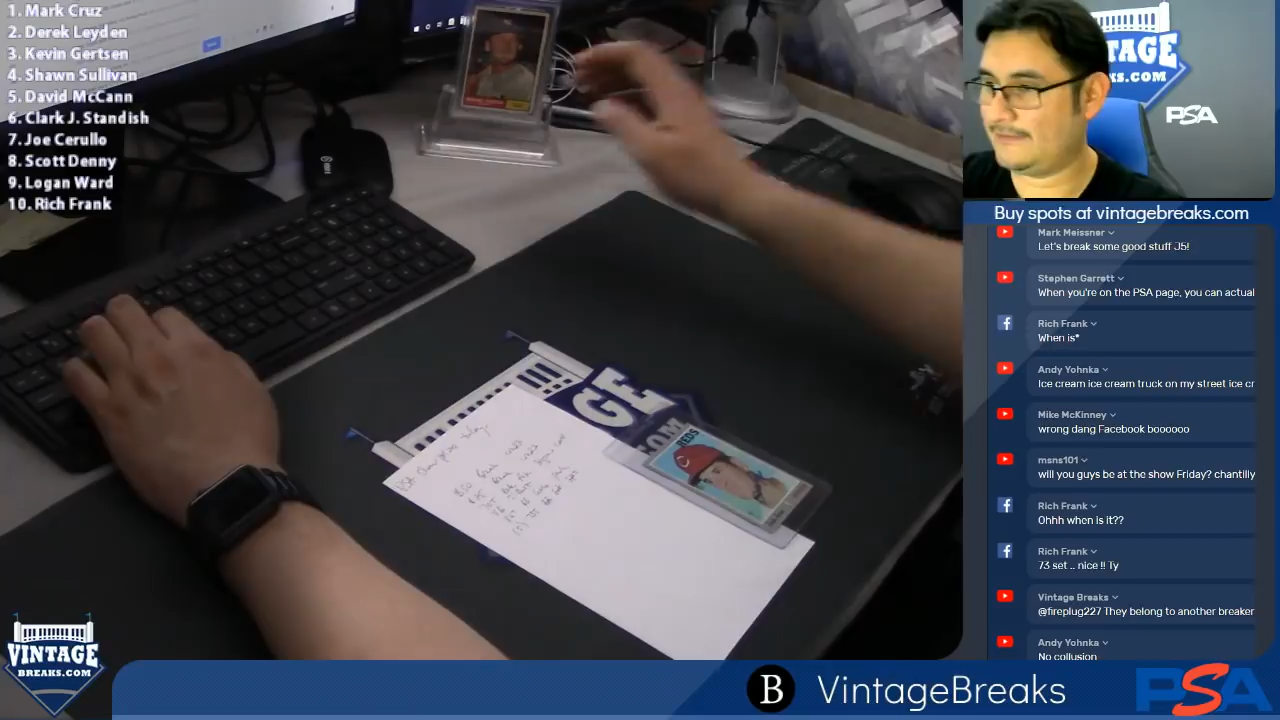 1. Mark Cruz
2. Derek Leyden
3. Kevin Gertsen
4. Shawn Sullivan
5. David McCann
6. Clark J. Standish
7. Joe Cerullo
8. Scott Denny
9. Logan Ward
10. Rich Frank
NTAGE
KS.COM
PSA
Buy spots at vintagebreaks.com
Mark Meissner
Let's break some good stuff J5!
Stephen Garrett
When you're on the PSA page, you can actual
Rich Frank
When is*
Andy Yohnka
Ice cream ice cream truck on my street ice cr
Mike McKinney
wrong dang Facebook boooooo
msns101
will you guys be at the show Friday? chantilly
Rich Frank
Ohhh when is it??
Rich Frank
73 set .. nice !! Ty
Vintage Breaks
@fireplug227 They belong to another breaker
Andy Yohnka
No collusion
GE
COM
REDS
C
VINTAGE
BREAKS.COM
B VintageBreaks
PSA